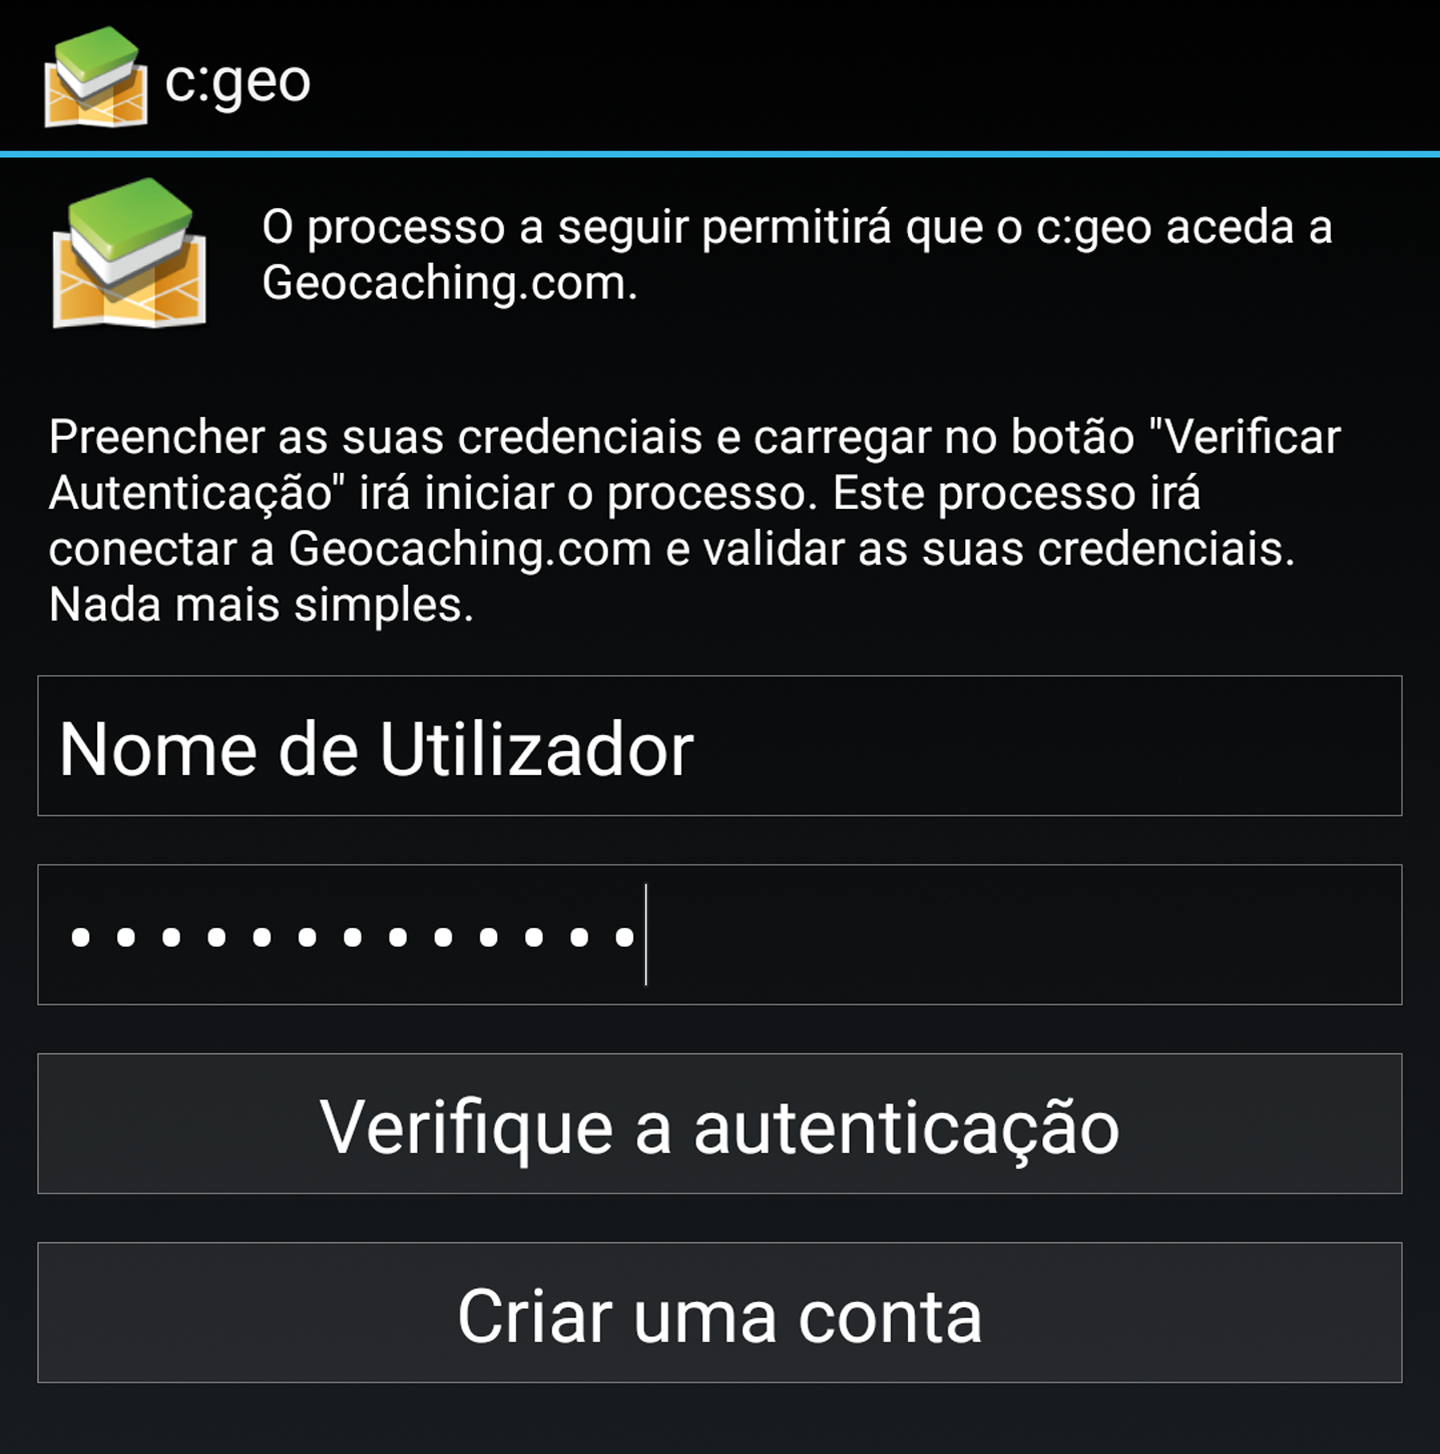 c:geo
O processo a seguir permitirá que o c:geo aceda a
Geocaching.com.
Preencher as suas credenciais e carregar no botão "Verificar
Autenticação" irá iniciar o processo. Este processo irá
conectar a Geocaching.com e validar as suas credenciais.
Nada mais simples.
Nome de Utilizador
•••••••••••••
Verifique a autenticação
Criar uma conta